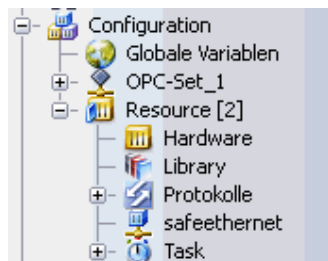 Configuration
Globale Variablen
OPC-Set_1
Resource [2]
Hardware
Library
Protokolle
safeethernet
Task